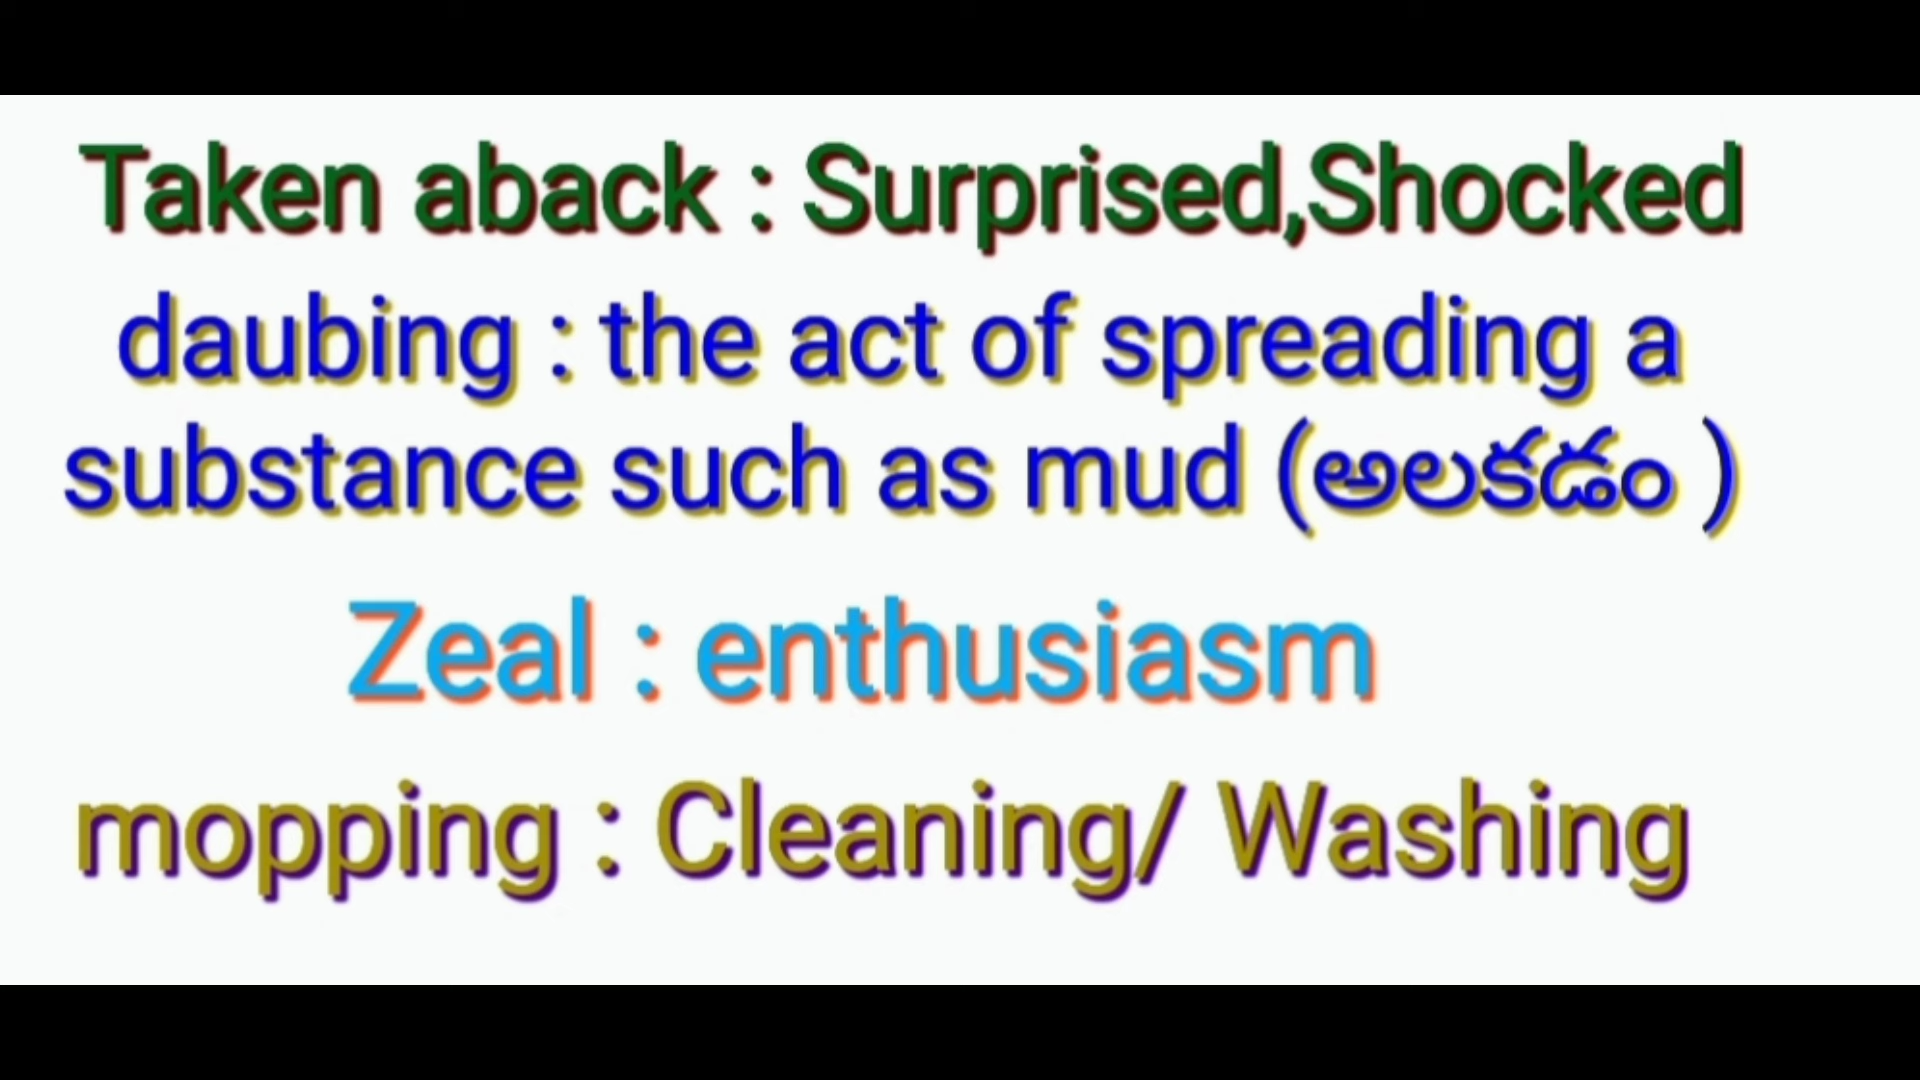 Taken aback : Surprised,Shocked
daubing : the act of spreading a
substance such as mud (అలకడం )
Zeal : enthusiasm
mopping : Cleaning/ Washing